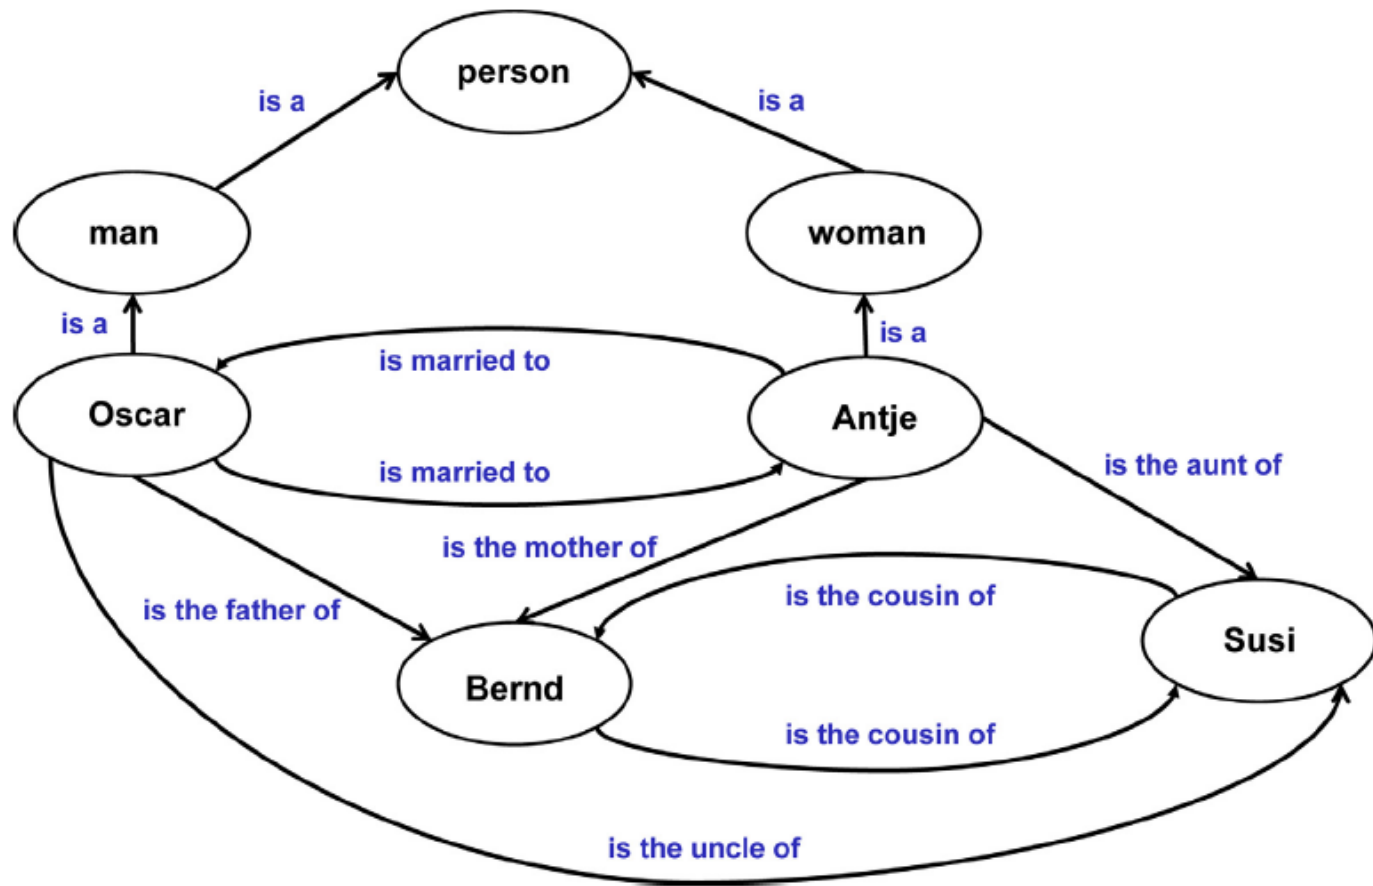 person
is a
is a
man
woman
is a
is a
is married to
Oscar
Antje
is married to
is the aunt of
is the mother of
is the cousin of
is the father of
Susi
Bernd
is the cousin of
is the uncle of